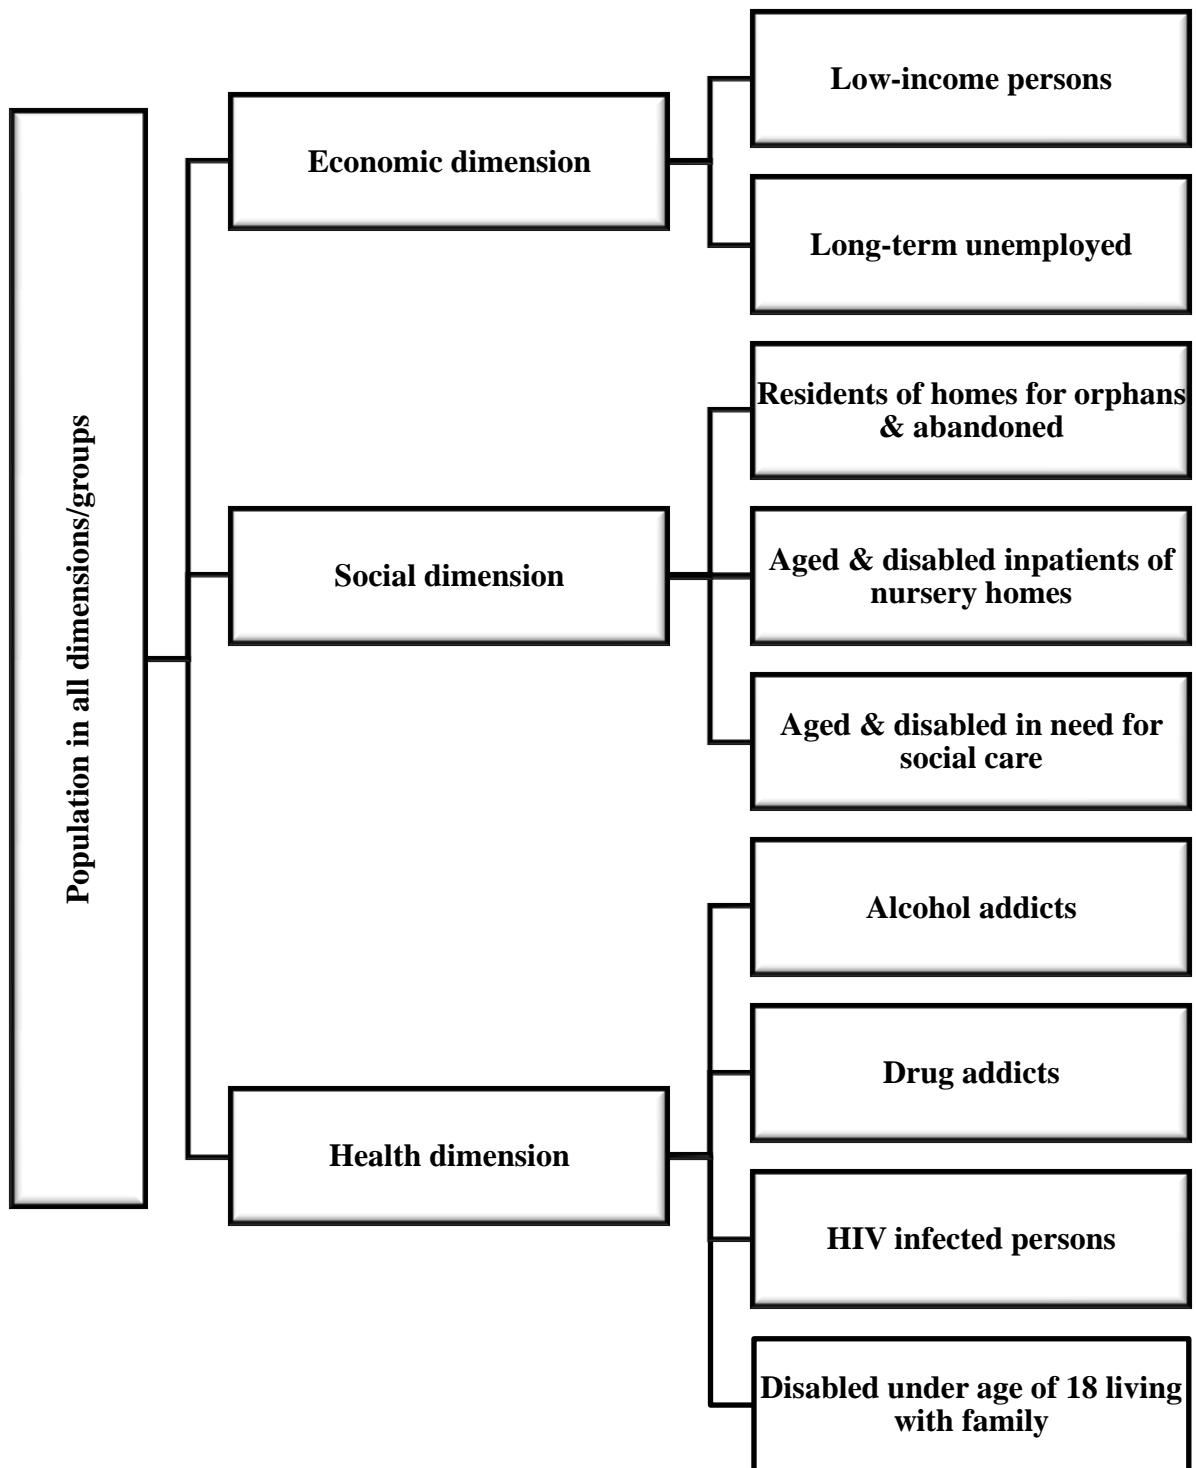 Population in all dimensions/groups
Economic dimension
Low-income persons
Long-term unemployed
Social dimension
Residents of homes for orphans
& abandoned
Aged & disabled inpatients of
nursery homes
Aged & disabled in need for
social care
Health dimension
Alcohol addicts
Drug addicts
HIV infected persons
Disabled under age of 18 living
with family